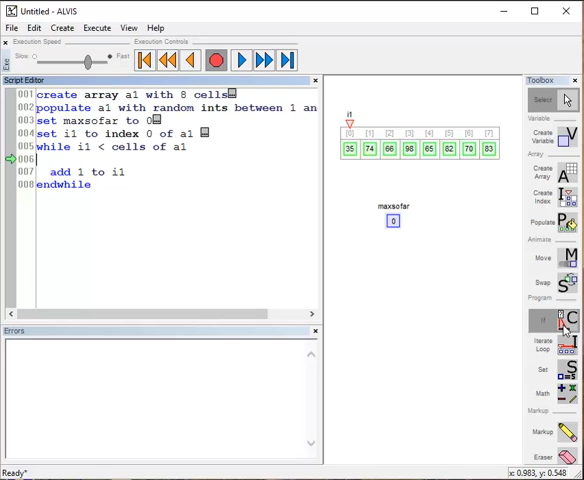 Untitled - ALVIS
File Edit Create Execute View Help
Execution Speed
Execution Controls
Exe
Slow
Fast
Script Editor
001 create array a1 with 8 cells
002 populate a1 with random ints between 1 an
003 set maxsofar to 0
004 set i1 to index 0 of a1
005 while i1 < cells of a1
006
007 add 1 to i1
008 endwhile
Errors
i1
[0] [1] [2] [3] [4] [5] [6] [7]
35 74 66 98 65 82 70 83
maxsofar
0
Toolbox
Select
Variable
Create Variable V
Array
Create Array A
Create Index I
Populate P
Animate
Move M
Swap S
Program
If C
Iterate Loop I
Set S
Math
Markup
Markup
Eraser
Ready*
x: 0.983, y: 0.548